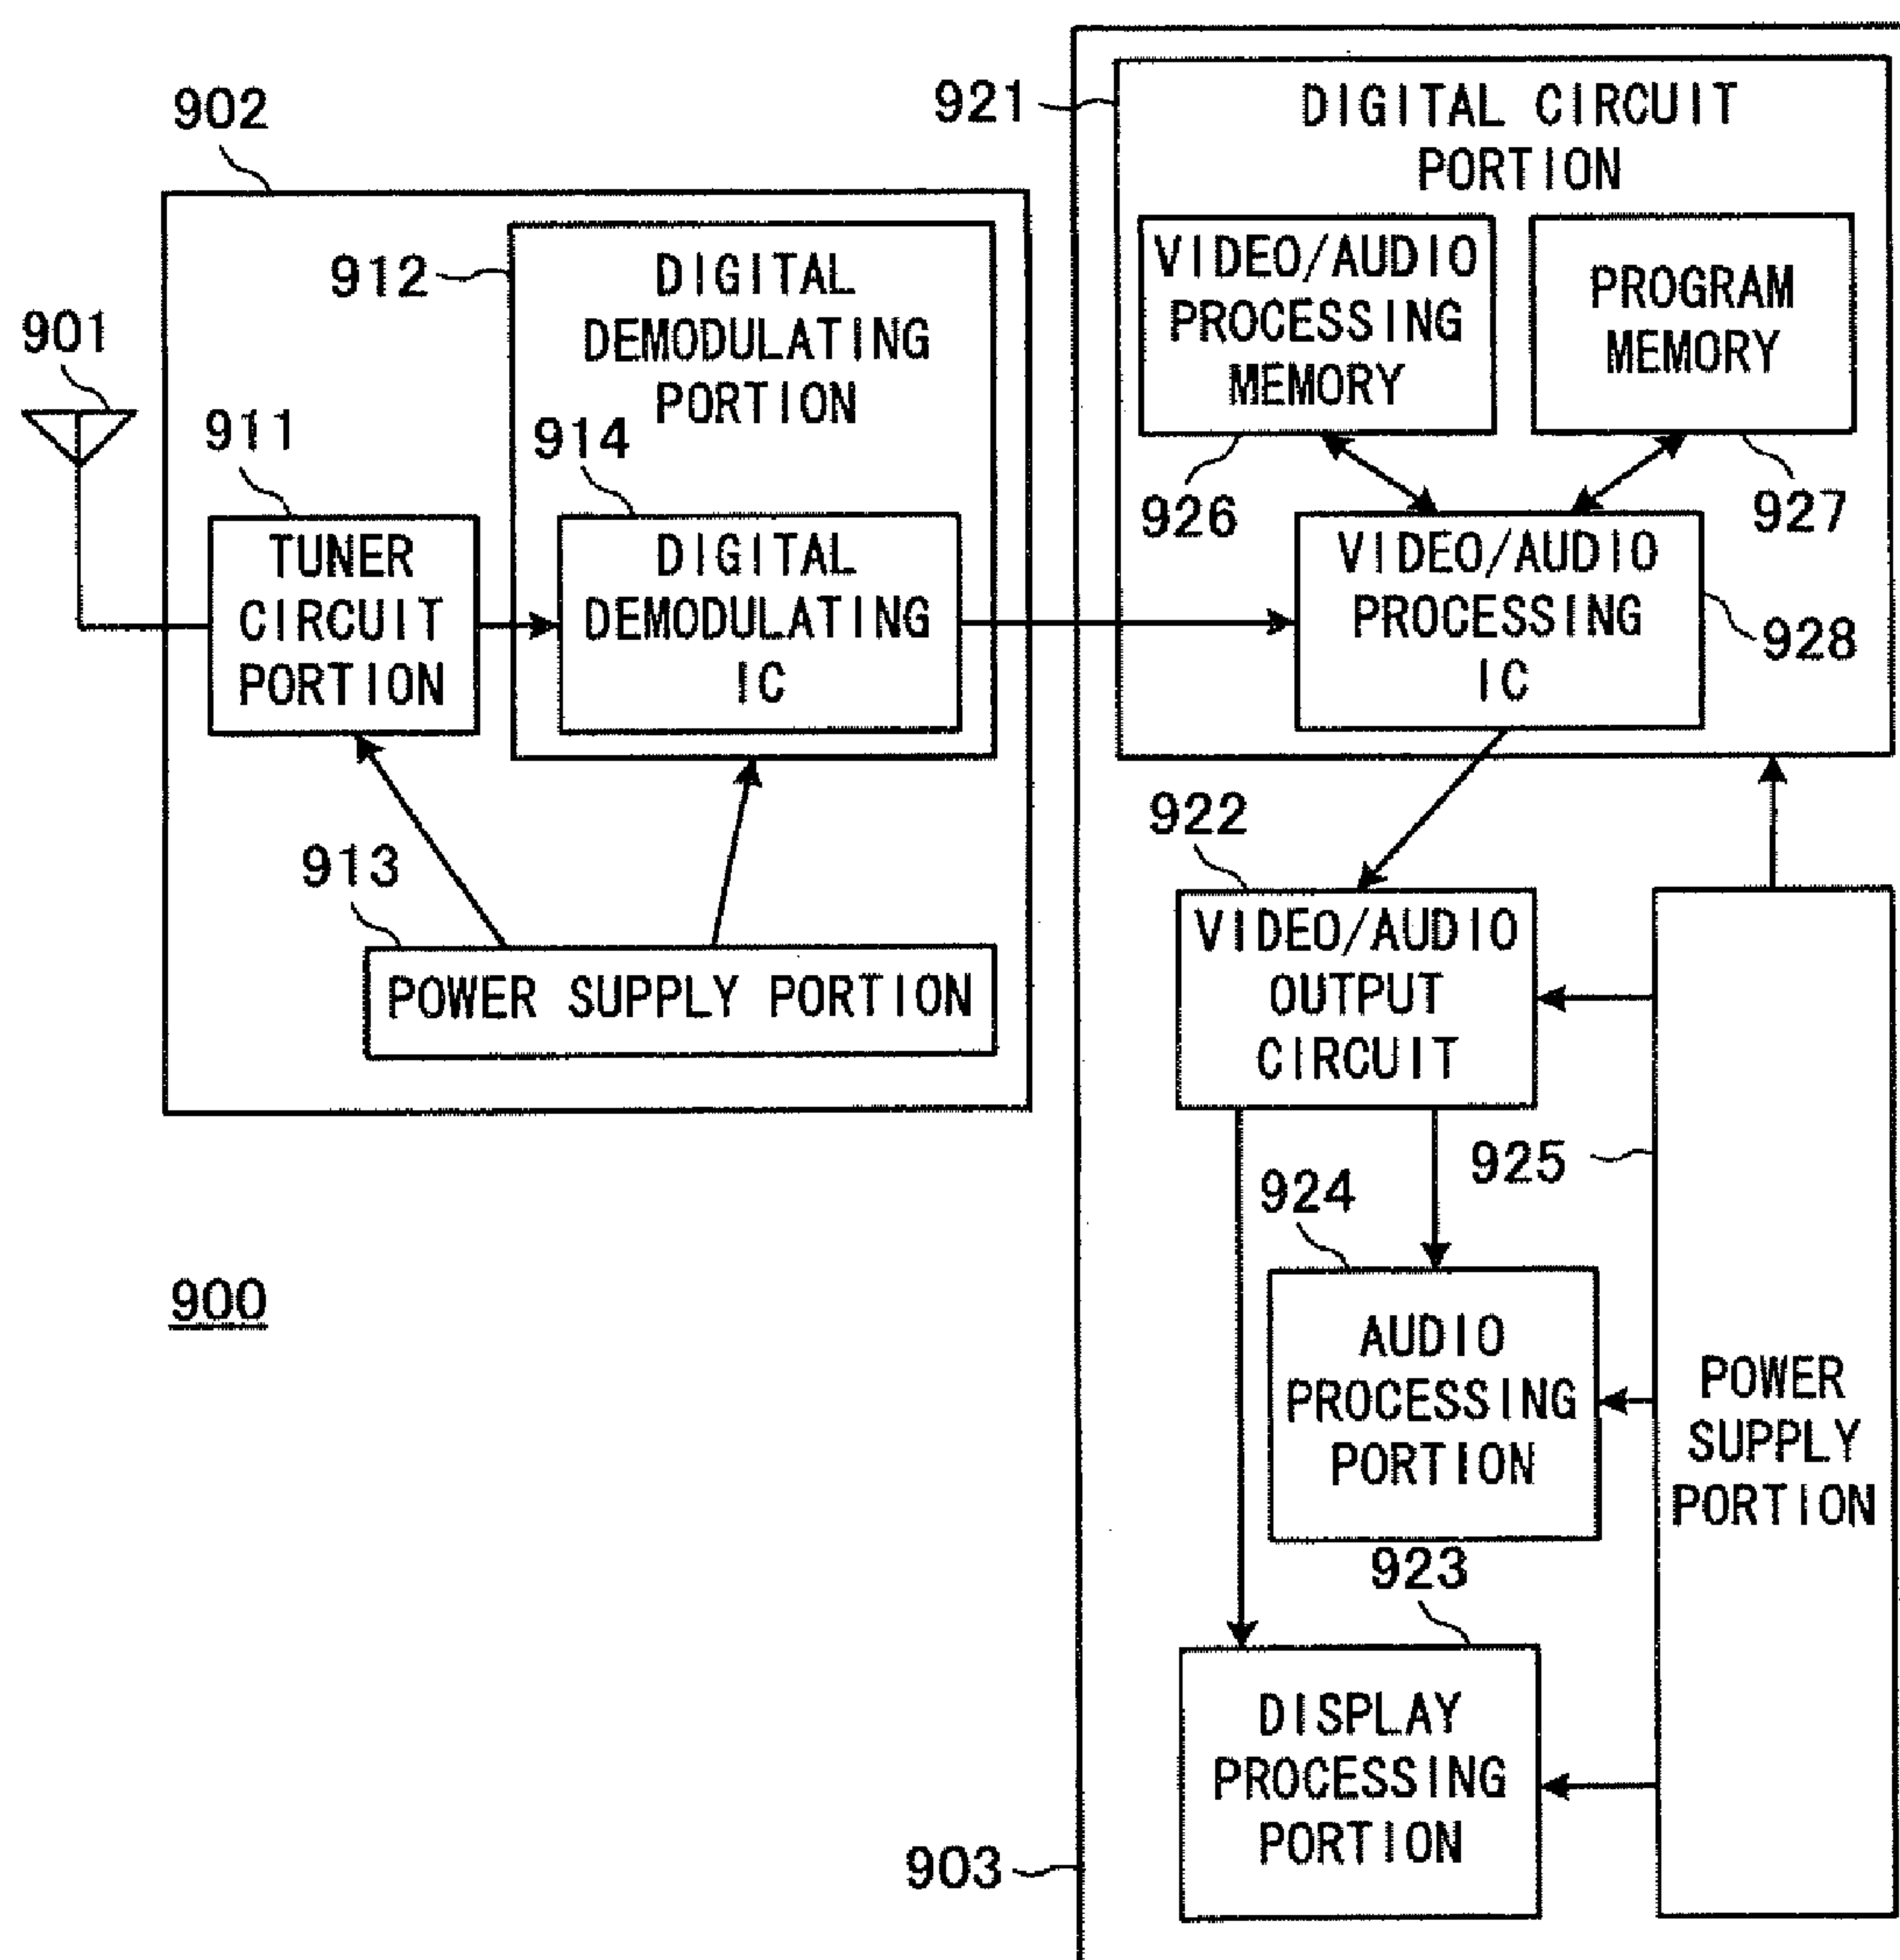 902
921
DIGITAL CIRCUIT
PORTION
912
DIGITAL
DEMODULATING
PORTION
VIDEO/AUDIO
PROCESSING
MEMORY
PROGRAM
MEMORY
901
911
914
926
927
TUNER
CIRCUIT
PORTION
DIGITAL
DEMODULATING
IC
VIDEO/AUDIO
PROCESSING
IC
928
913
POWER SUPPLY PORTION
922
VIDEO/AUDIO
OUTPUT
CIRCUIT
925
924
900
AUDIO
PROCESSING
PORTION
POWER
SUPPLY
PORTION
923
DISPLAY
PROCESSING
PORTION
903